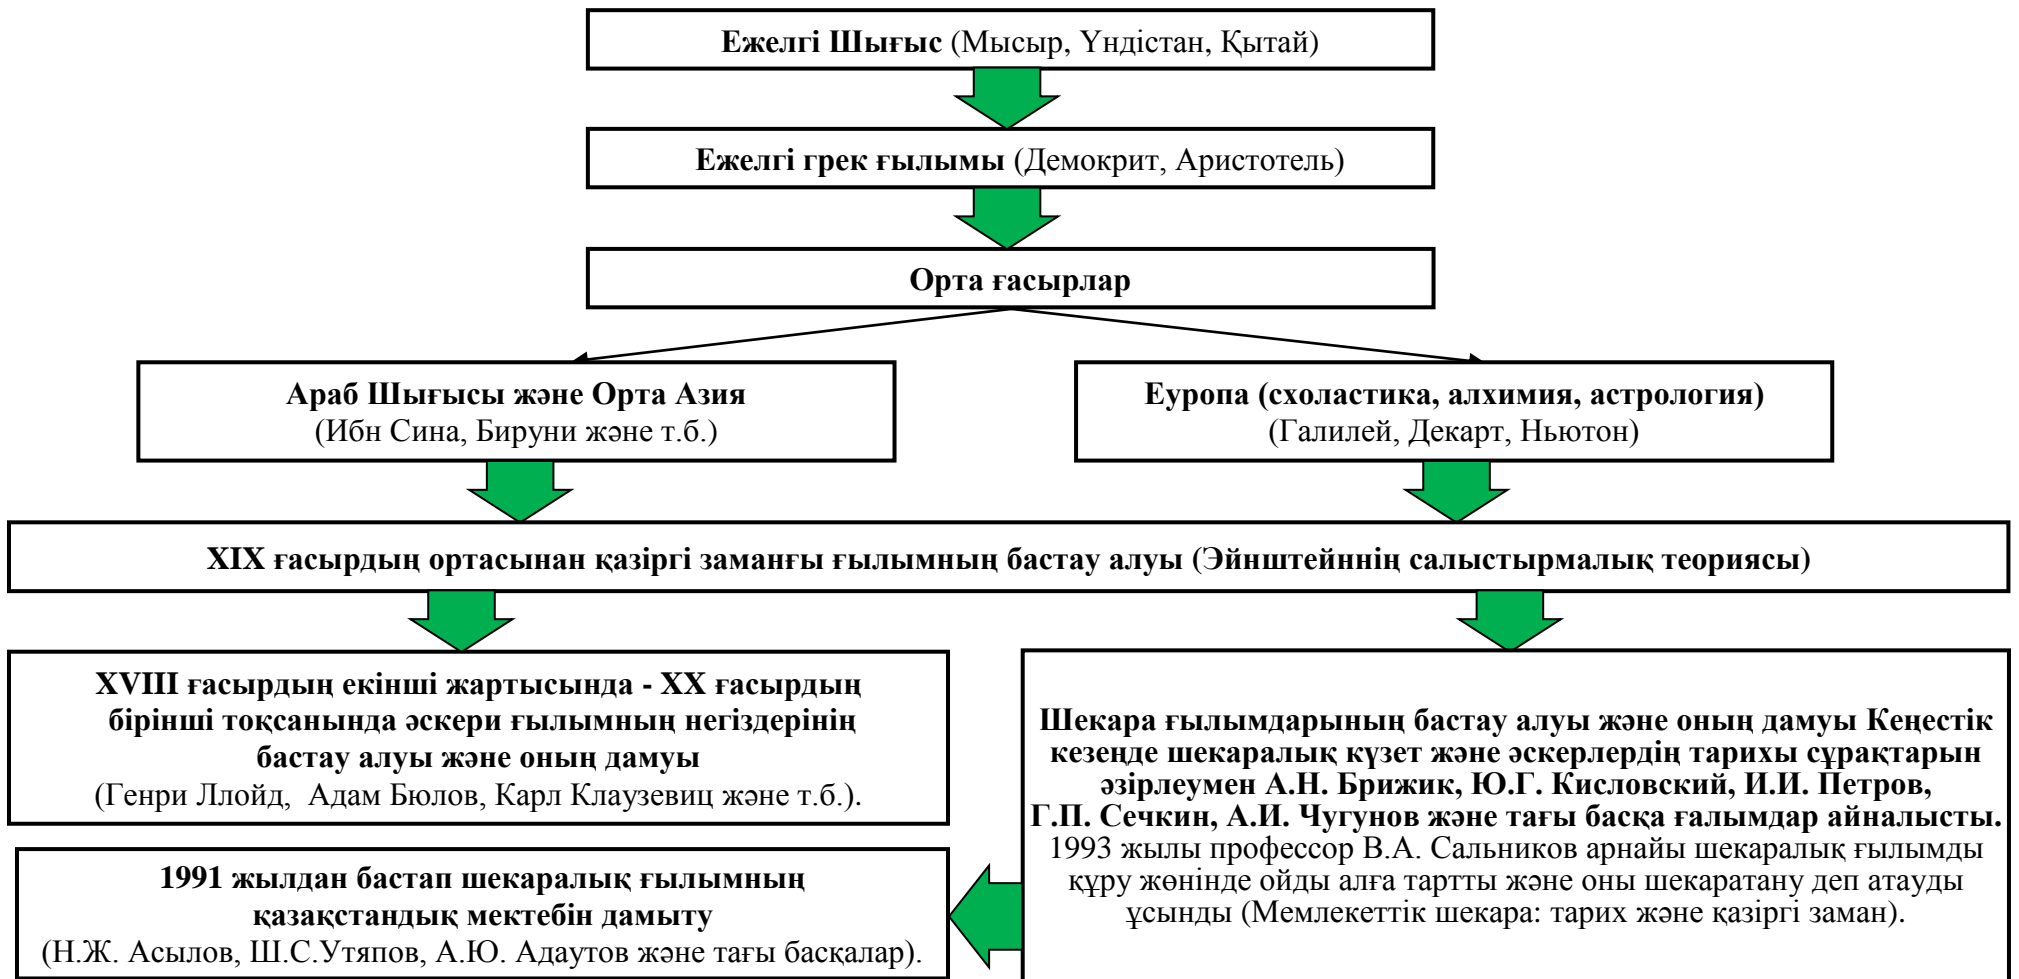 Ежелгі Шығыс (Мысыр, Үндістан, Қытай)
Ежелгі грек ғылымы (Демокрит, Аристотель)
Орта ғасырлар
Араб Шығысы және Орта Азия
(Ибн Сина, Бируни және т.б.)
Еуропа (схоластика, алхимия, астрология)
(Галилей, Декарт, Ньютон)
XIX ғасырдың ортасынан қазіргі заманғы ғылымның бастау алуы (Эйнштейннің салыстырмалық теориясы)
XVIII ғасырдың екінші жартысында - XX ғасырдың
бірінші тоқсанында әскери ғылымның негіздерінің
бастау алуы және оның дамуы
(Генри Ллойд, Адам Бюлов, Карл Клаузевиц және т.б.).
Шекара ғылымдарының бастау алуы және оның дамуы Кеңестік
кезеңде шекаралық күзет және әскерлердің тарихы сұрақтарын
әзірлеумен А.Н. Брижик, Ю.Г. Кисловский, И.И. Петров,
Г.П. Сечкин, А.И. Чугунов және тағы басқа ғалымдар айналысты.
1993 жылы профессор В.А. Сальников арнайы шекаралық ғылымды
құру жөнінде ойды алға тартты және оны шекаратану деп атауды
ұсынды (Мемлекеттік шекара: тарих және қазіргі заман).
1991 жылдан бастап шекаралық ғылымның
қазақстандық мектебін дамыту
(Н.Ж. Асылов, Ш.С.Утяпов, А.Ю. Адаутов және тағы басқалар).